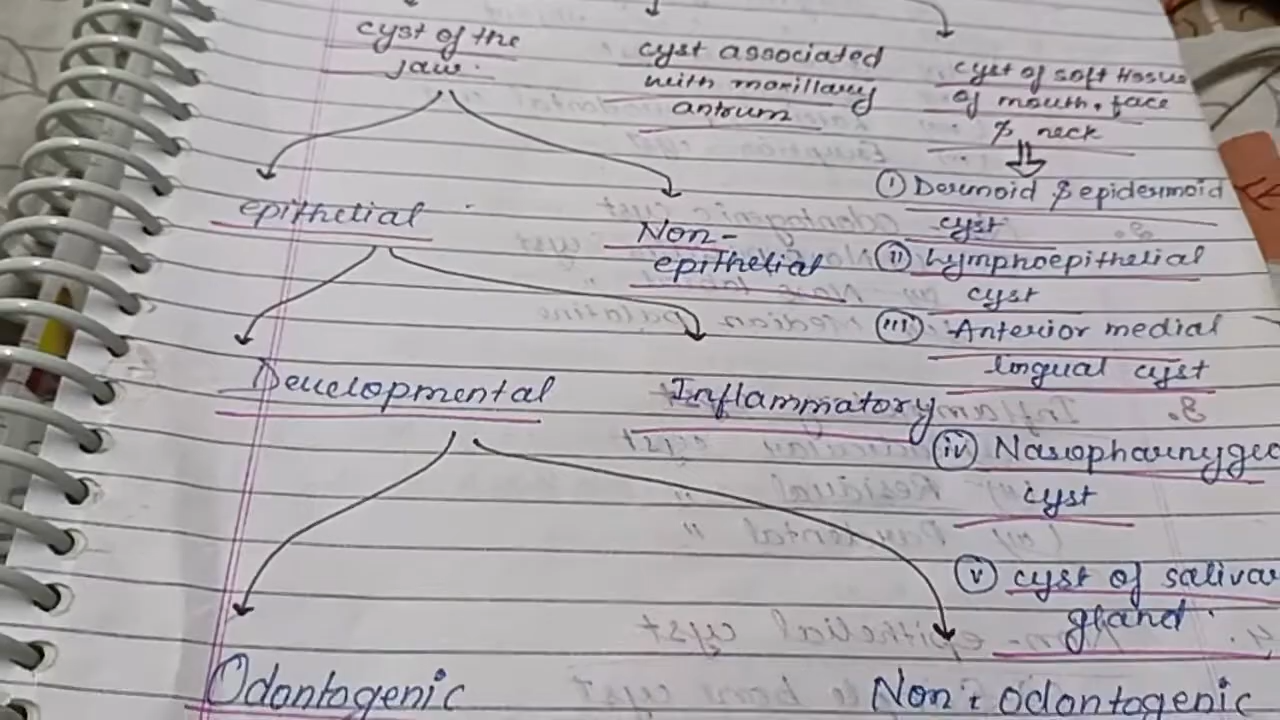 cyst of the
jaw.
cyst associated
with maxillary
antrum
cyst of soft tissue
of mouth, face
& neck
epithelial
Non-
epithelial
Developmental
Inflammatory
Odontogenic
Non-odontogenic
(i) Dermoid & epidermoid
cyst
(ii) Lymphoepithelial
cyst
(iii) Anterior medial
lingual cyst
(iv) Nasopharnygea
cyst
(v) cyst of saliva
gland.